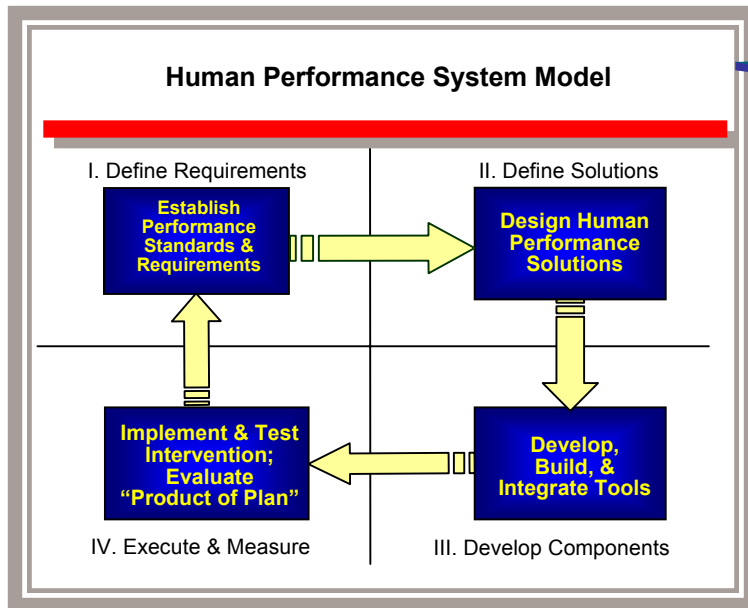 Human Performance System Model
I. Define Requirements
II. Define Solutions
Establish
Performance
Standards &
Requirements
Design Human
Performance
Solutions
Implement & Test
Intervention;
Evaluate
“Product of Plan”
Develop,
Build, &
Integrate Tools
IV. Execute & Measure
III. Develop Components